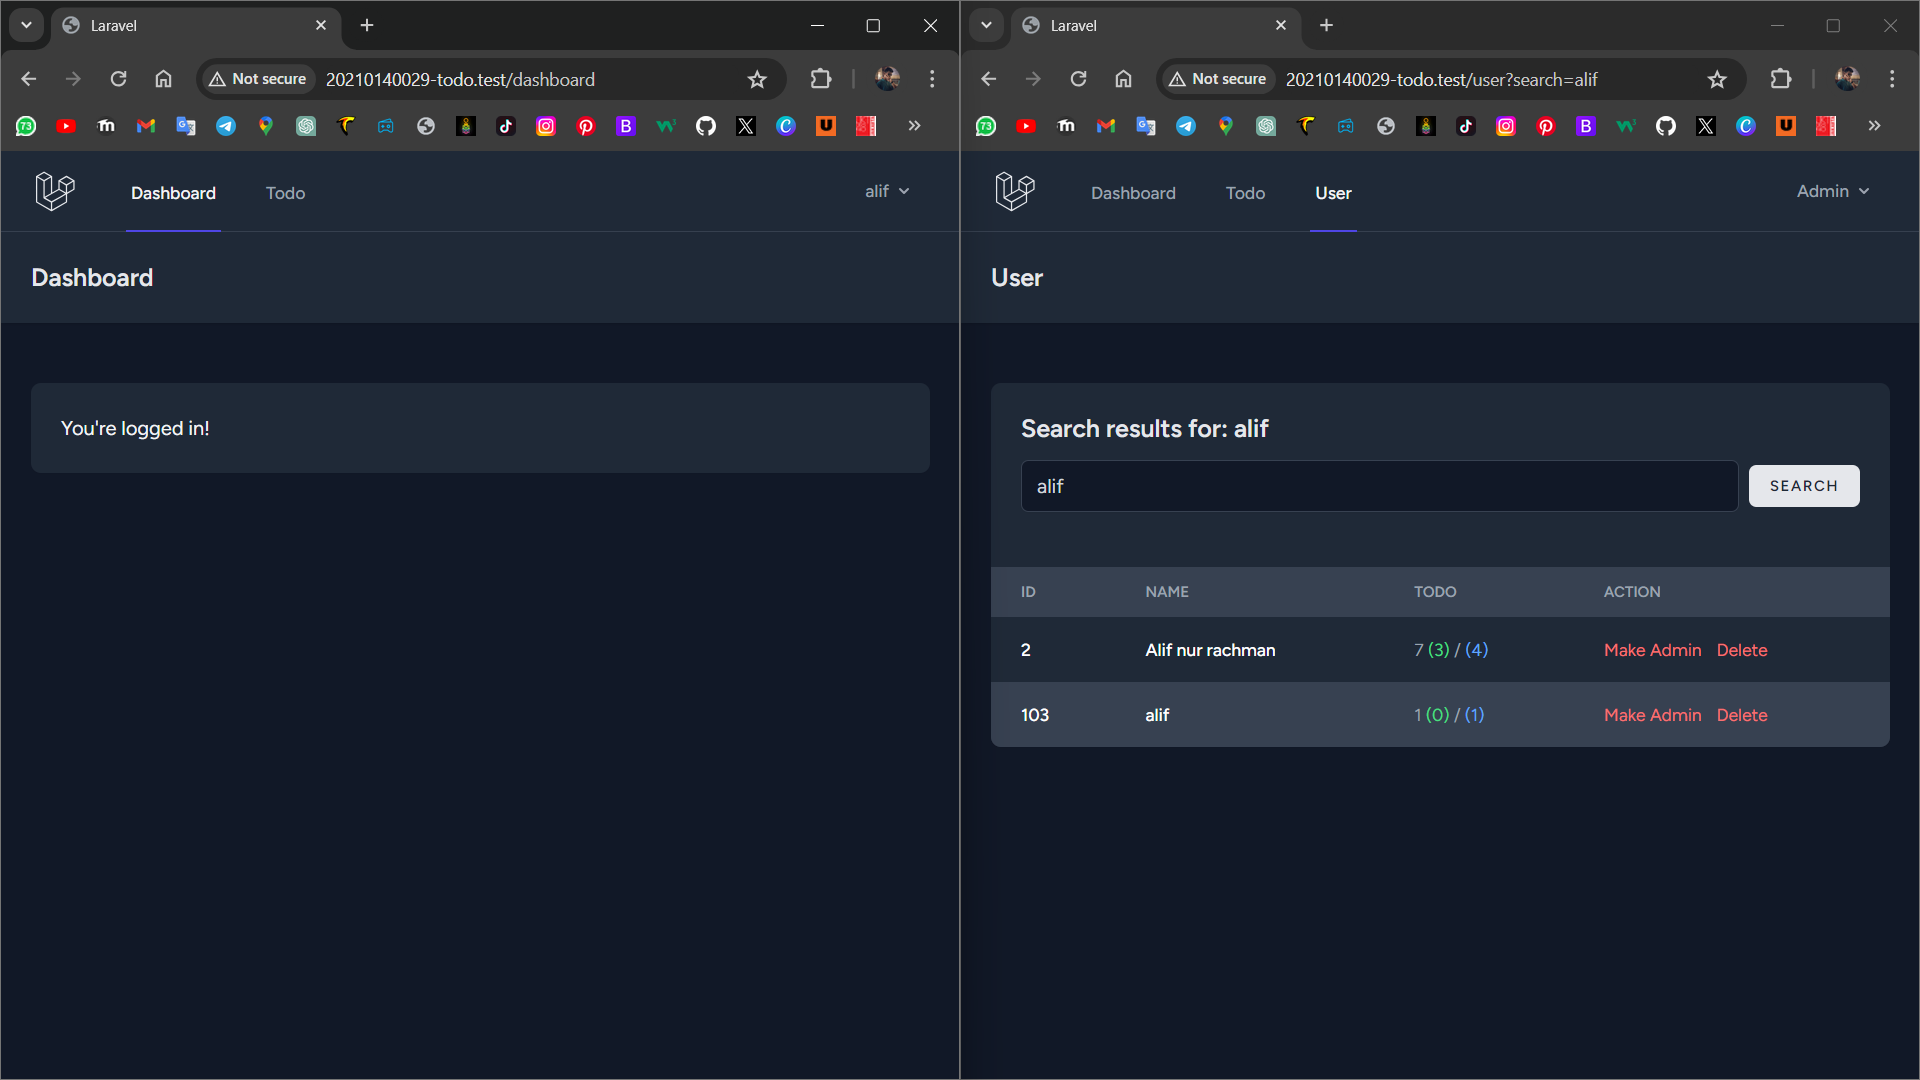 Laravel
Not secure
20210140029-todo.test/dashboard
73
Dashboard
Todo
alif
Dashboard
You're logged in!
Laravel
Not secure
20210140029-todo.test/user?search=alif
73
Dashboard
Todo
User
Admin
User
Search results for: alif
alif
SEARCH
ID NAME TODO ACTION
2 Alif nur rachman 7 (3) / (4) Make Admin Delete
103 alif 1 (0) / (1) Make Admin Delete